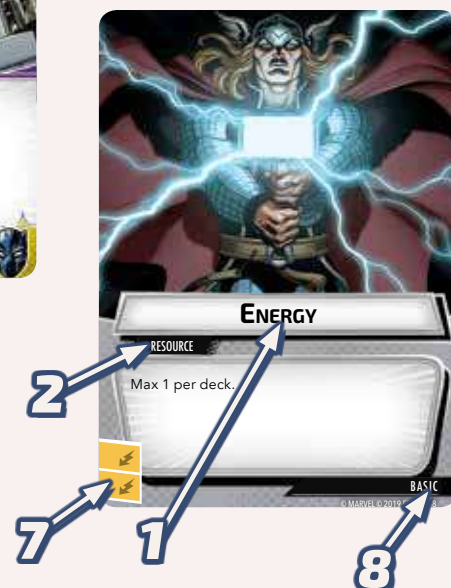 ENERGY
RESOURCE
2
Max 1 per deck.
BASIC
© MARVEL © 2019
7
1
8